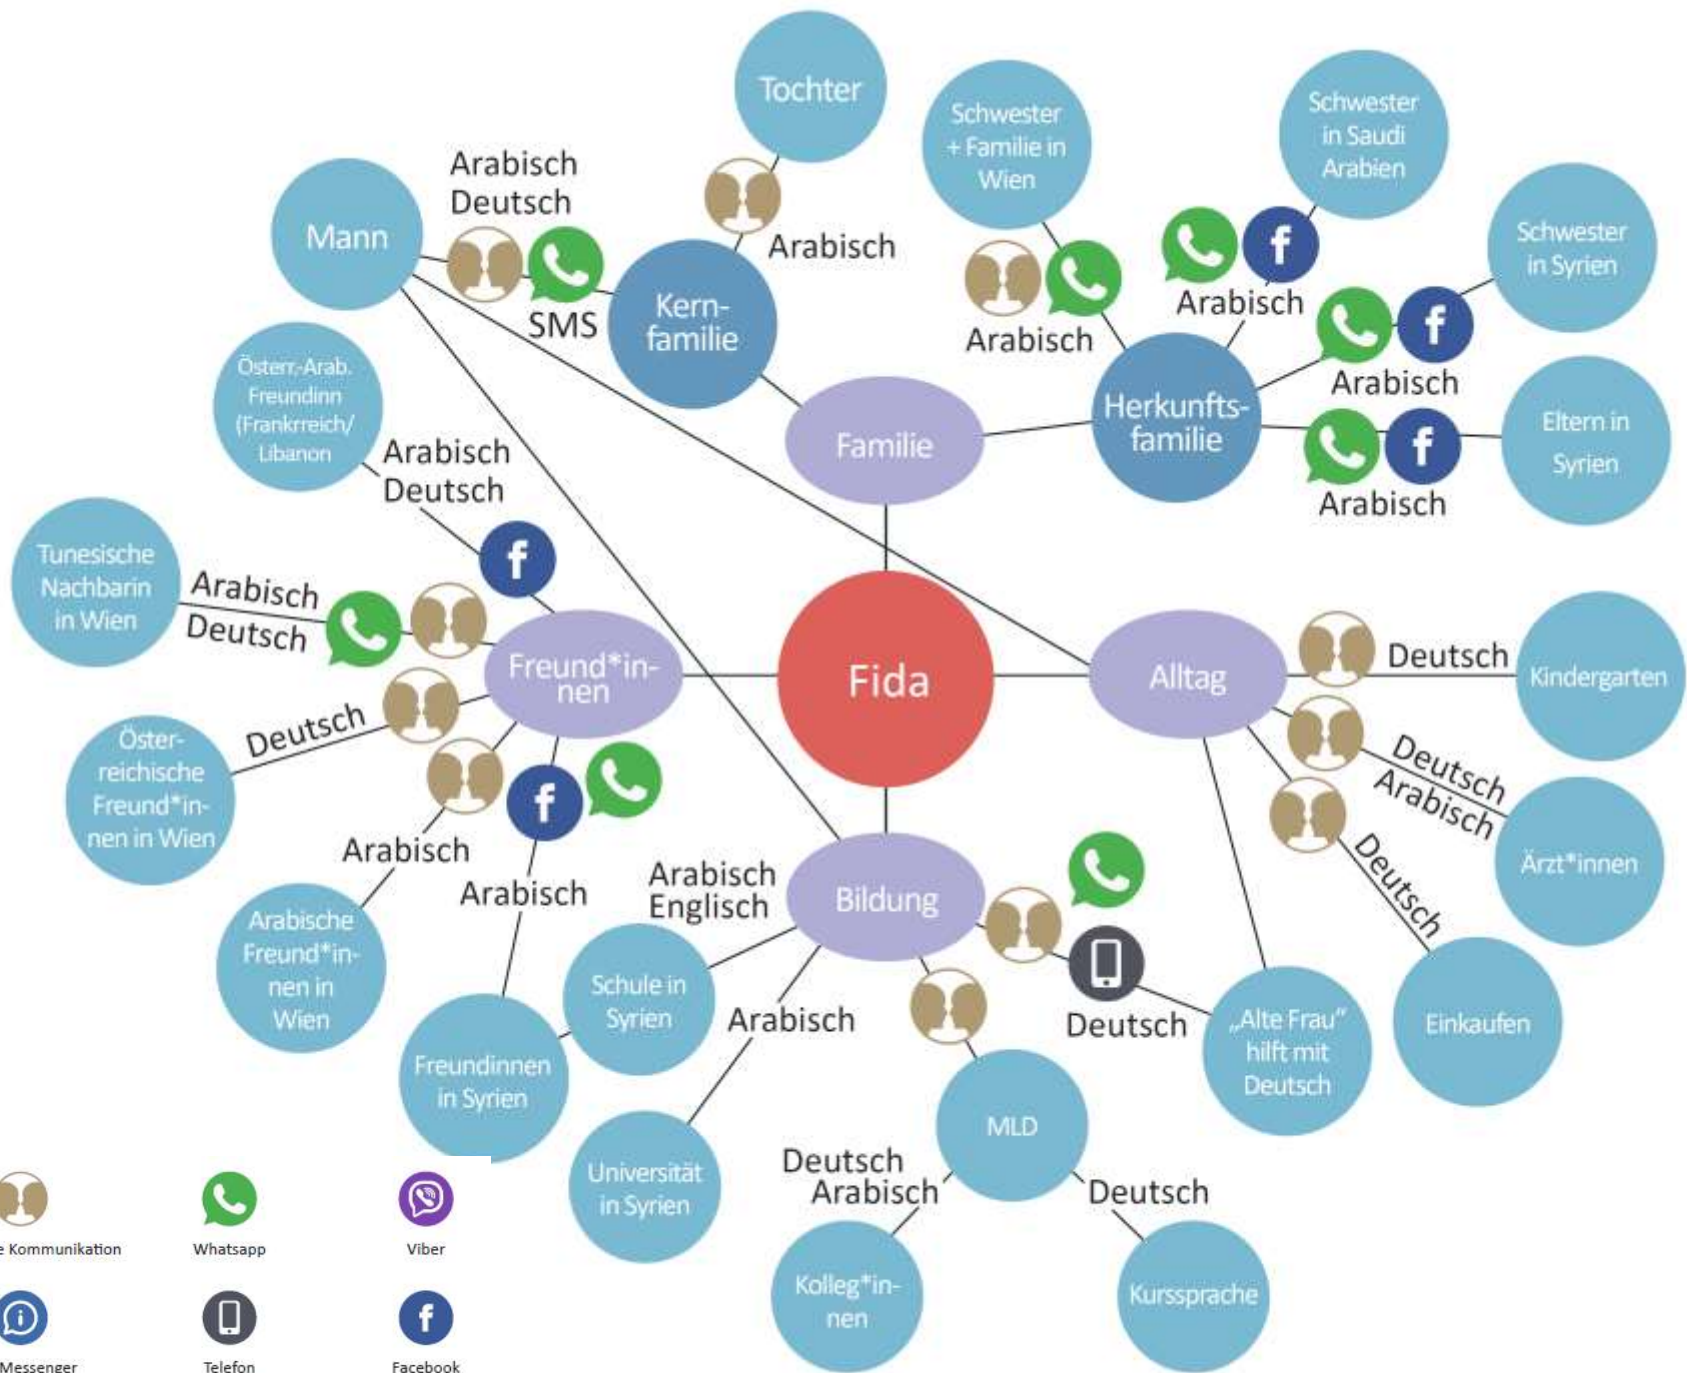 Tochter
Schwester
+ Familie in
Wien
Schwester
in Saudi
Arabien
Schwester
in Syrien
Eltern in
Syrien
Mann
Arabisch
Deutsch
SMS
Arabisch
Kern-
familie
Arabisch
Arabisch
Arabisch
Arabisch
Herkunfts-
familie
Familie
Österr.-Arab.
Freundinn
(Frankrreich/
Libanon
Arabisch
Deutsch
Tunesische
Nachbarin
in Wien
Arabisch
Deutsch
Freund*in-
nen
Fida
Alltag
Deutsch
Kindergarten
Öster-
reichische
Freund*in-
nen in Wien
Deutsch
Deutsch
Arabisch
Ärzt*innen
Deutsch
Einkaufen
Arabisch
Arabische
Freund*in-
nen in
Wien
Arabisch
Freundinnen
in Syrien
Arabisch
Englisch
Bildung
Schule in
Syrien
Arabisch
Universität
in Syrien
Deutsch
„Alte Frau"
hilft mit
Deutsch
MLD
Deutsch
Arabisch
Deutsch
Kolleg*in-
nen
Kurssprache
f
f
f
f
f
e Kommunikation
Whatsapp
Viber
i
f
Messenger
Telefon
Facebook